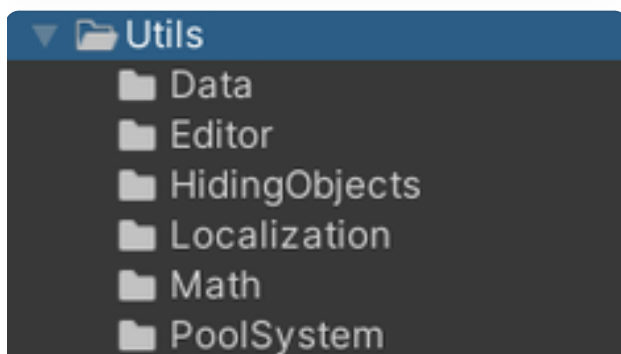 Utils
Data
Editor
HidingObjects
Localization
Math
PoolSystem